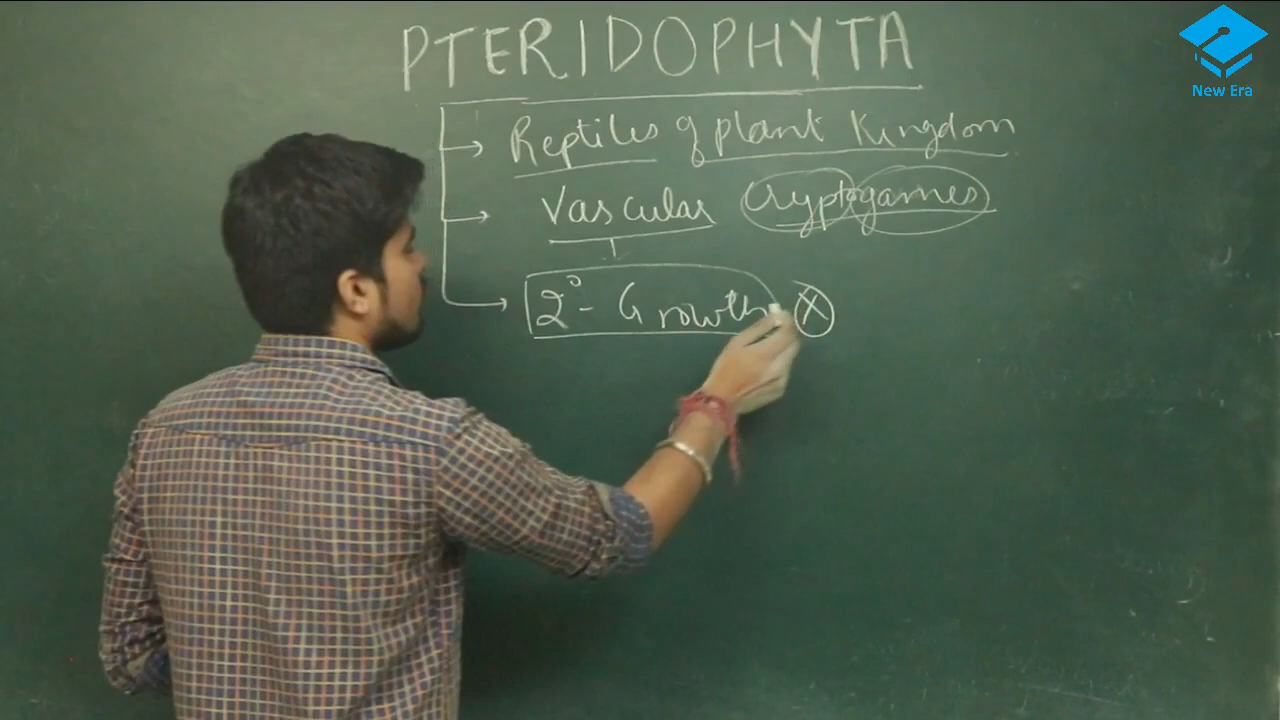 PTERIDOPHYTA
Reptiles of plant Kingdom
Vascular Cryptogames
2° - Growth X
New Era